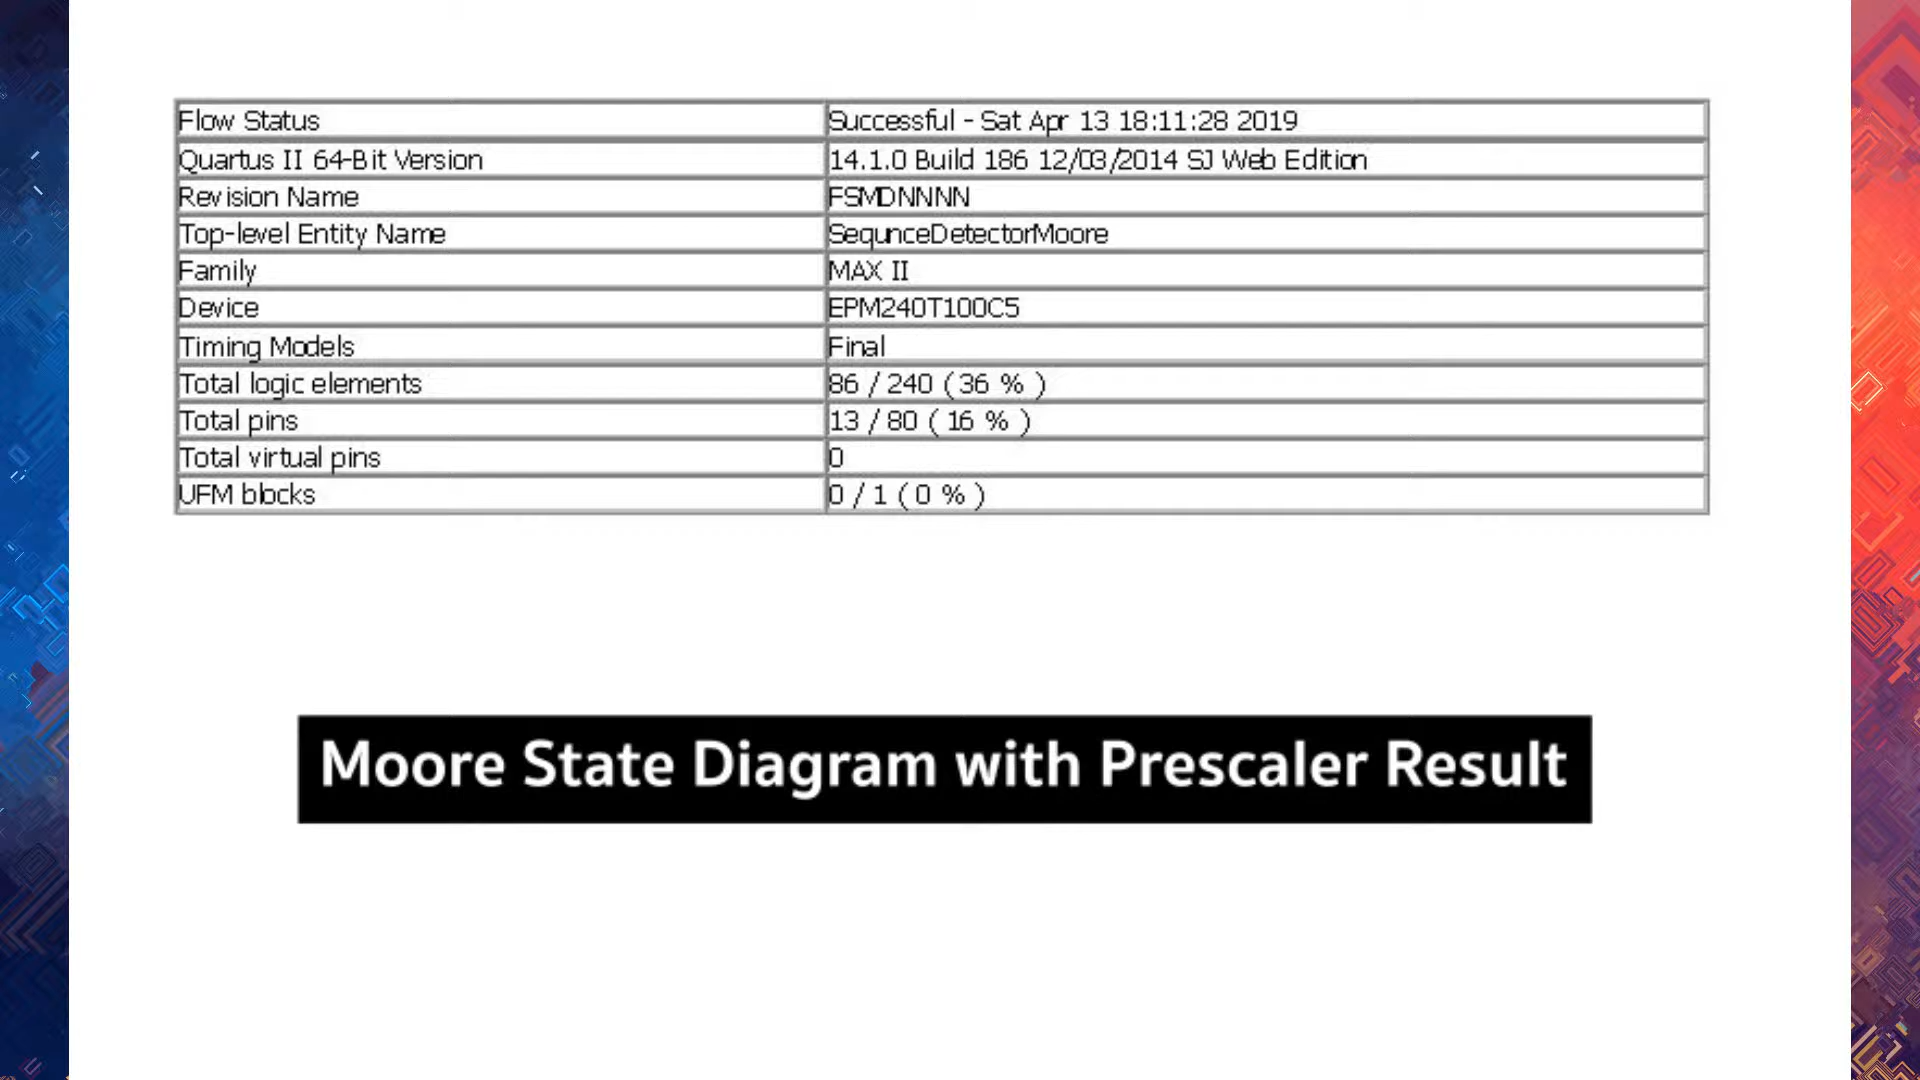 Flow Status Successful - Sat Apr 13 18:11:28 2019
Quartus II 64-Bit Version 14.1.0 Build 186 12/03/2014 SJ Web Edition
Revision Name FSMDNNNN
Top-level Entity Name SequnceDetectorMoore
Family MAX II
Device EPM240T100C5
Timing Models Final
Total logic elements 86 / 240 ( 36 % )
Total pins 13 / 80 ( 16 % )
Total virtual pins 0
UFM blocks 0 / 1 ( 0 % )
Moore State Diagram with Prescaler Result